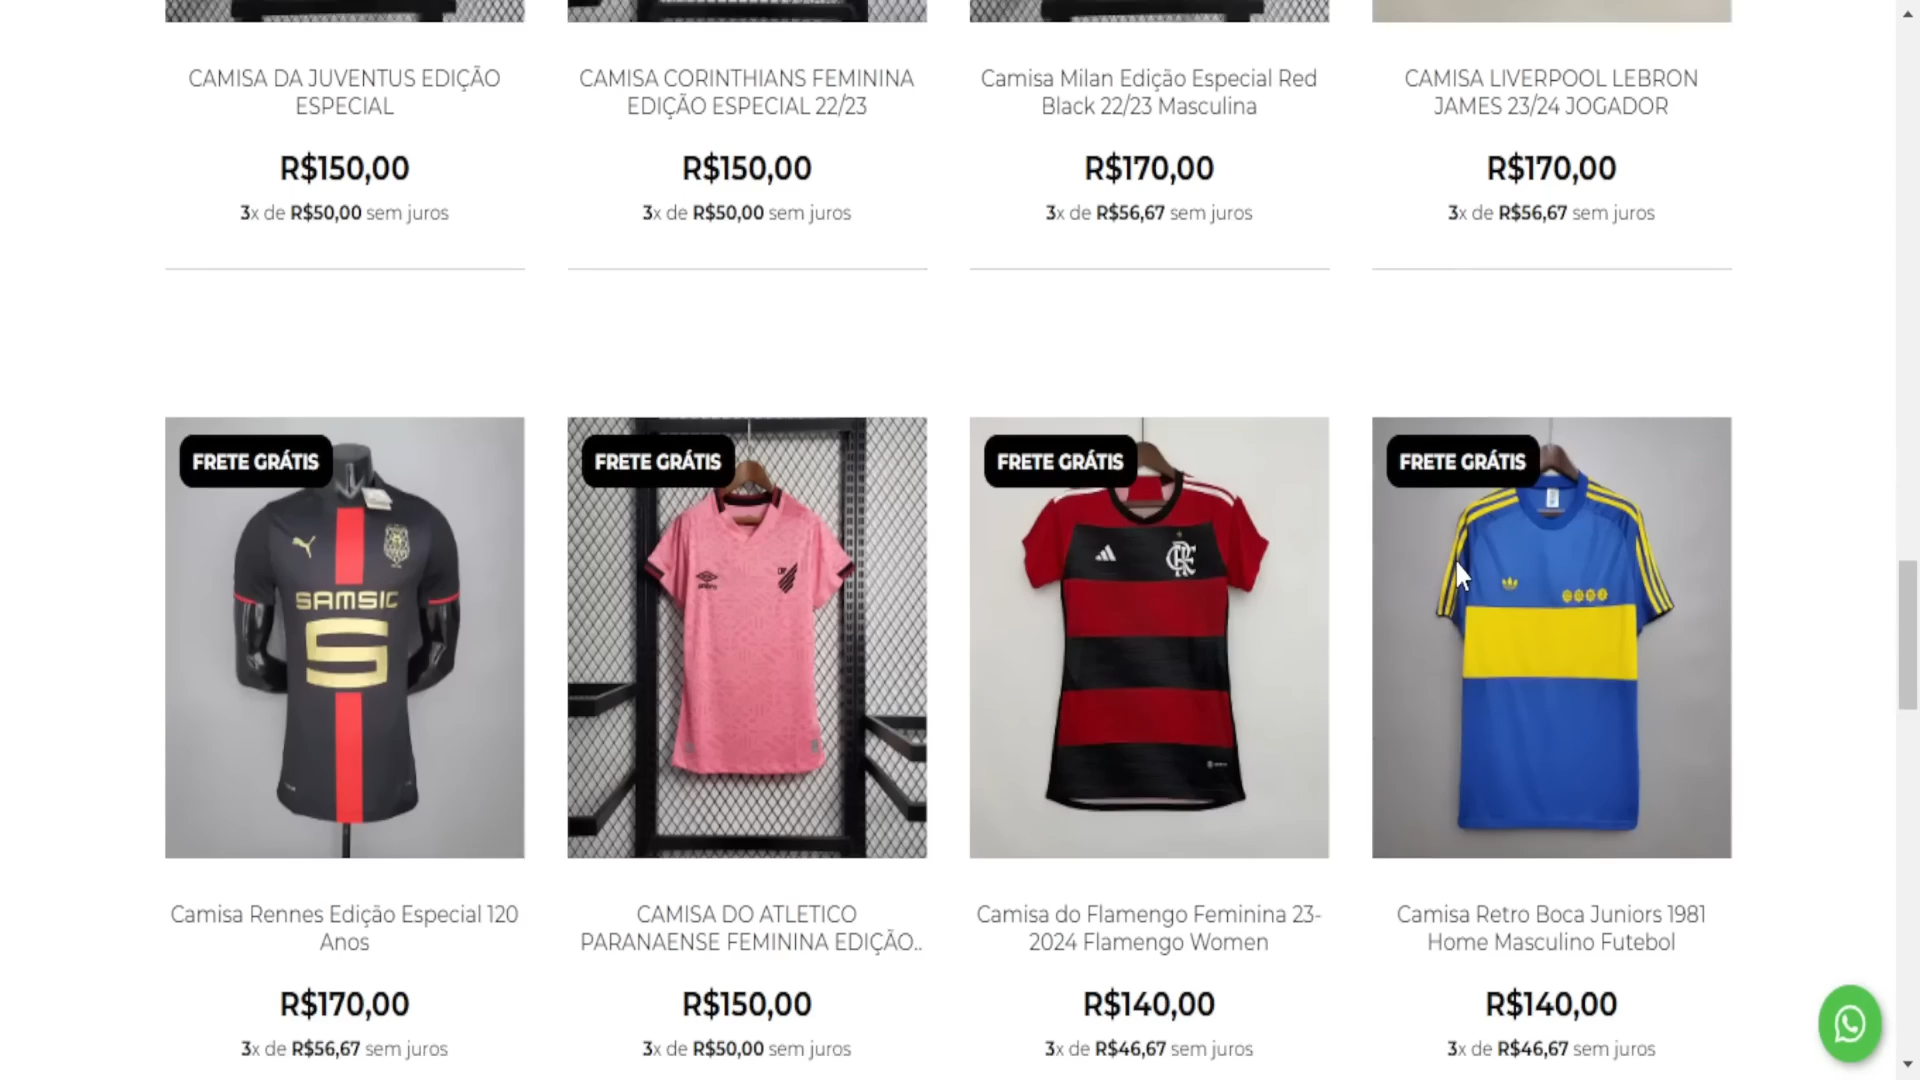 CAMISA DA JUVENTUS EDIÇÃO
ESPECIAL
R$150,00
3x de R$50,00 sem juros
CAMISA CORINTHIANS FEMININA
EDIÇÃO ESPECIAL 22/23
R$150,00
3x de R$50,00 sem juros
Camisa Milan Edição Especial Red
Black 22/23 Masculina
R$170,00
3x de R$56,67 sem juros
CAMISA LIVERPOOL LEBRON
JAMES 23/24 JOGADOR
R$170,00
3x de R$56,67 sem juros
FRETE GRÁTIS
SAMSIC
S
Camisa Rennes Edição Especial 120
Anos
R$170,00
3x de R$56,67 sem juros
FRETE GRÁTIS
CAMISA DO ATLETICO
PARANAENSE FEMININA EDIÇÃO..
R$150,00
3x de R$50,00 sem juros
FRETE GRÁTIS
Camisa do Flamengo Feminina 23-
2024 Flamengo Women
R$140,00
3x de R$46,67 sem juros
FRETE GRÁTIS
Camisa Retro Boca Juniors 1981
Home Masculino Futebol
R$140,00
3x de R$46,67 sem juros